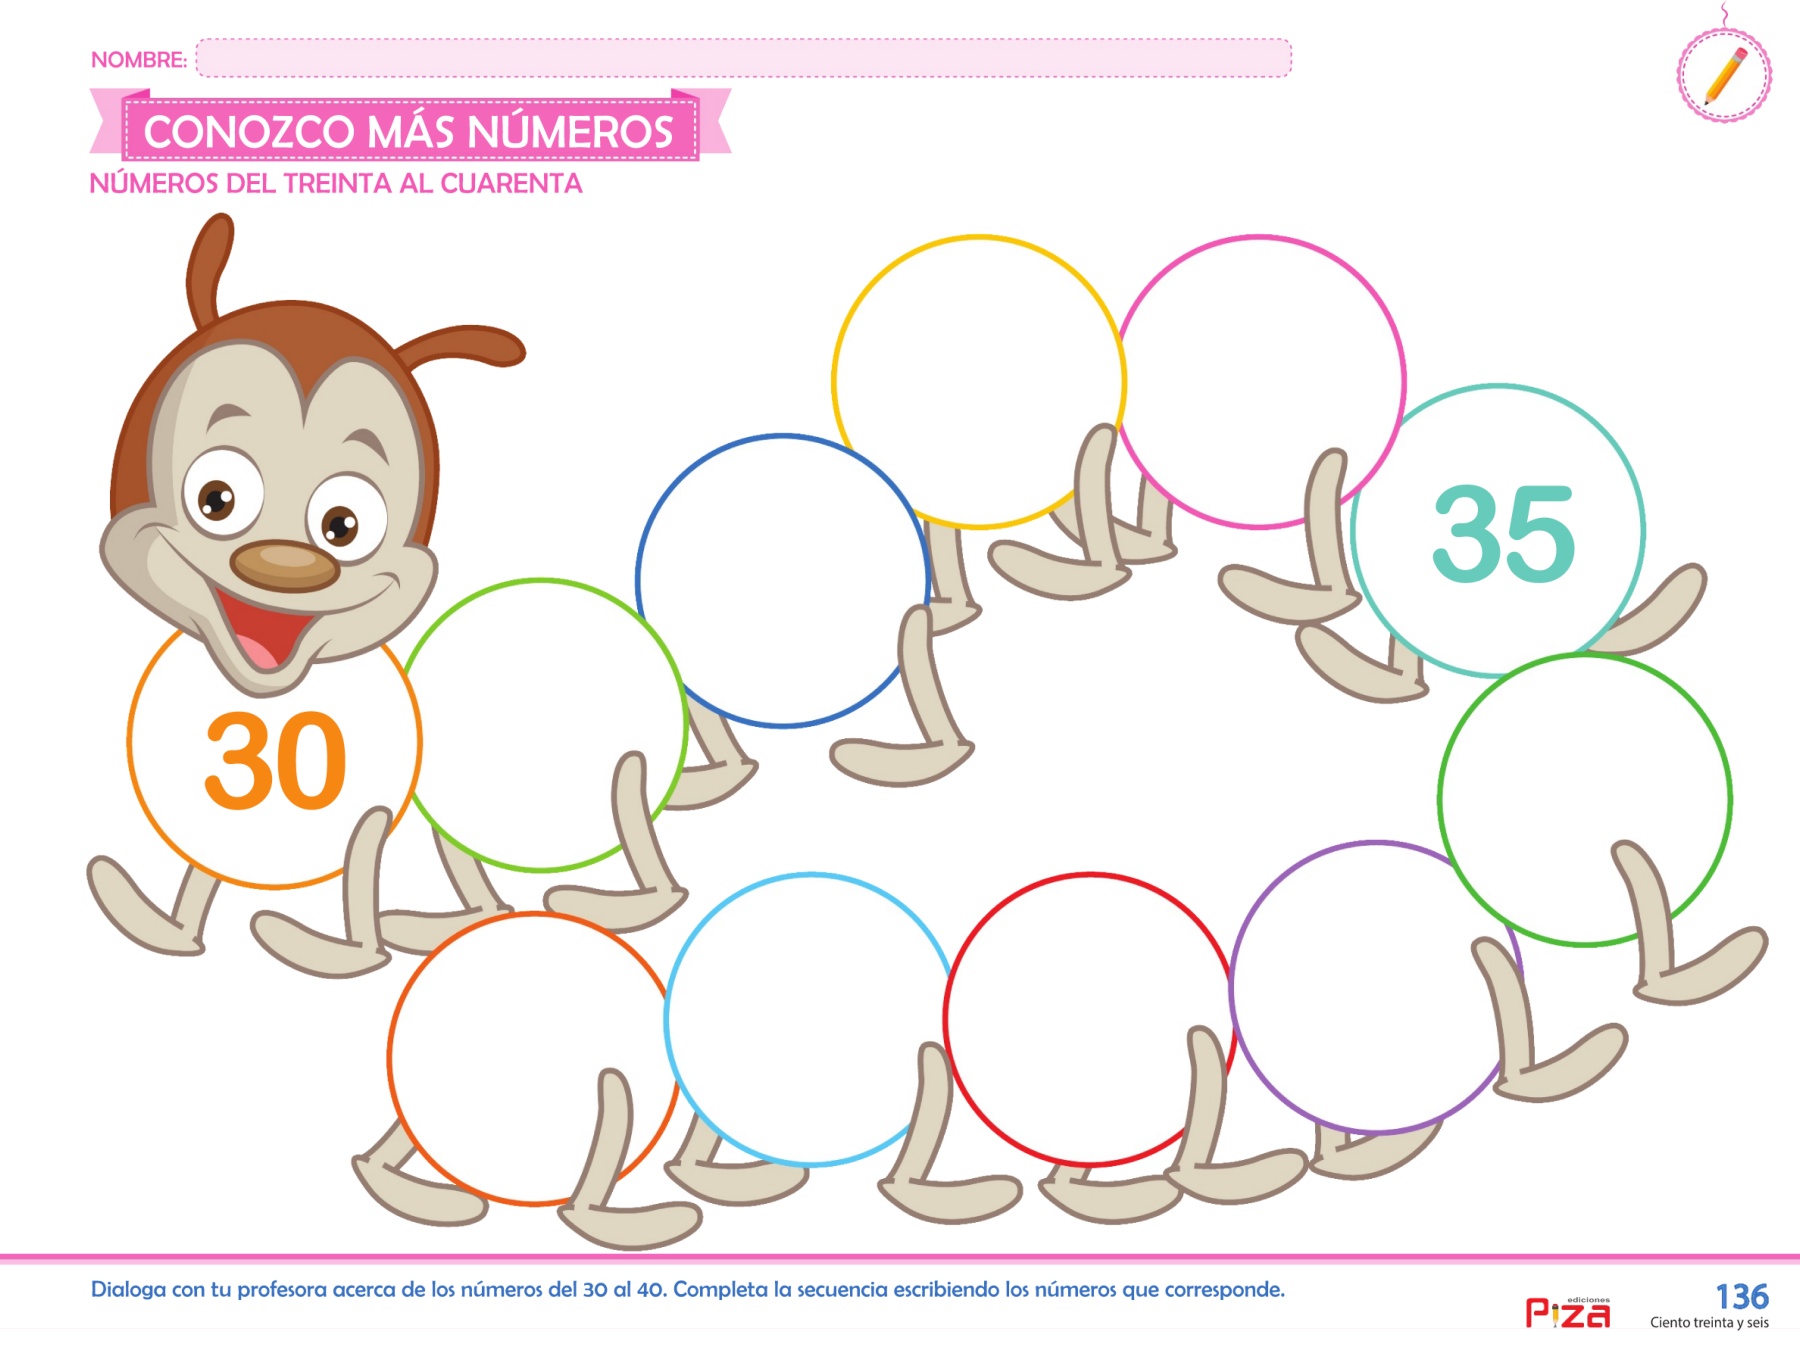 NOMBRE:
CONOZCO MÁS NÚMEROS
NÚMEROS DEL TREINTA AL CUARENTA
35
30
Dialoga con tu profesora acerca de los números del 30 al 40. Completa la secuencia escribiendo los números que corresponde.
ediciones
Piza
136
Ciento treinta y seis